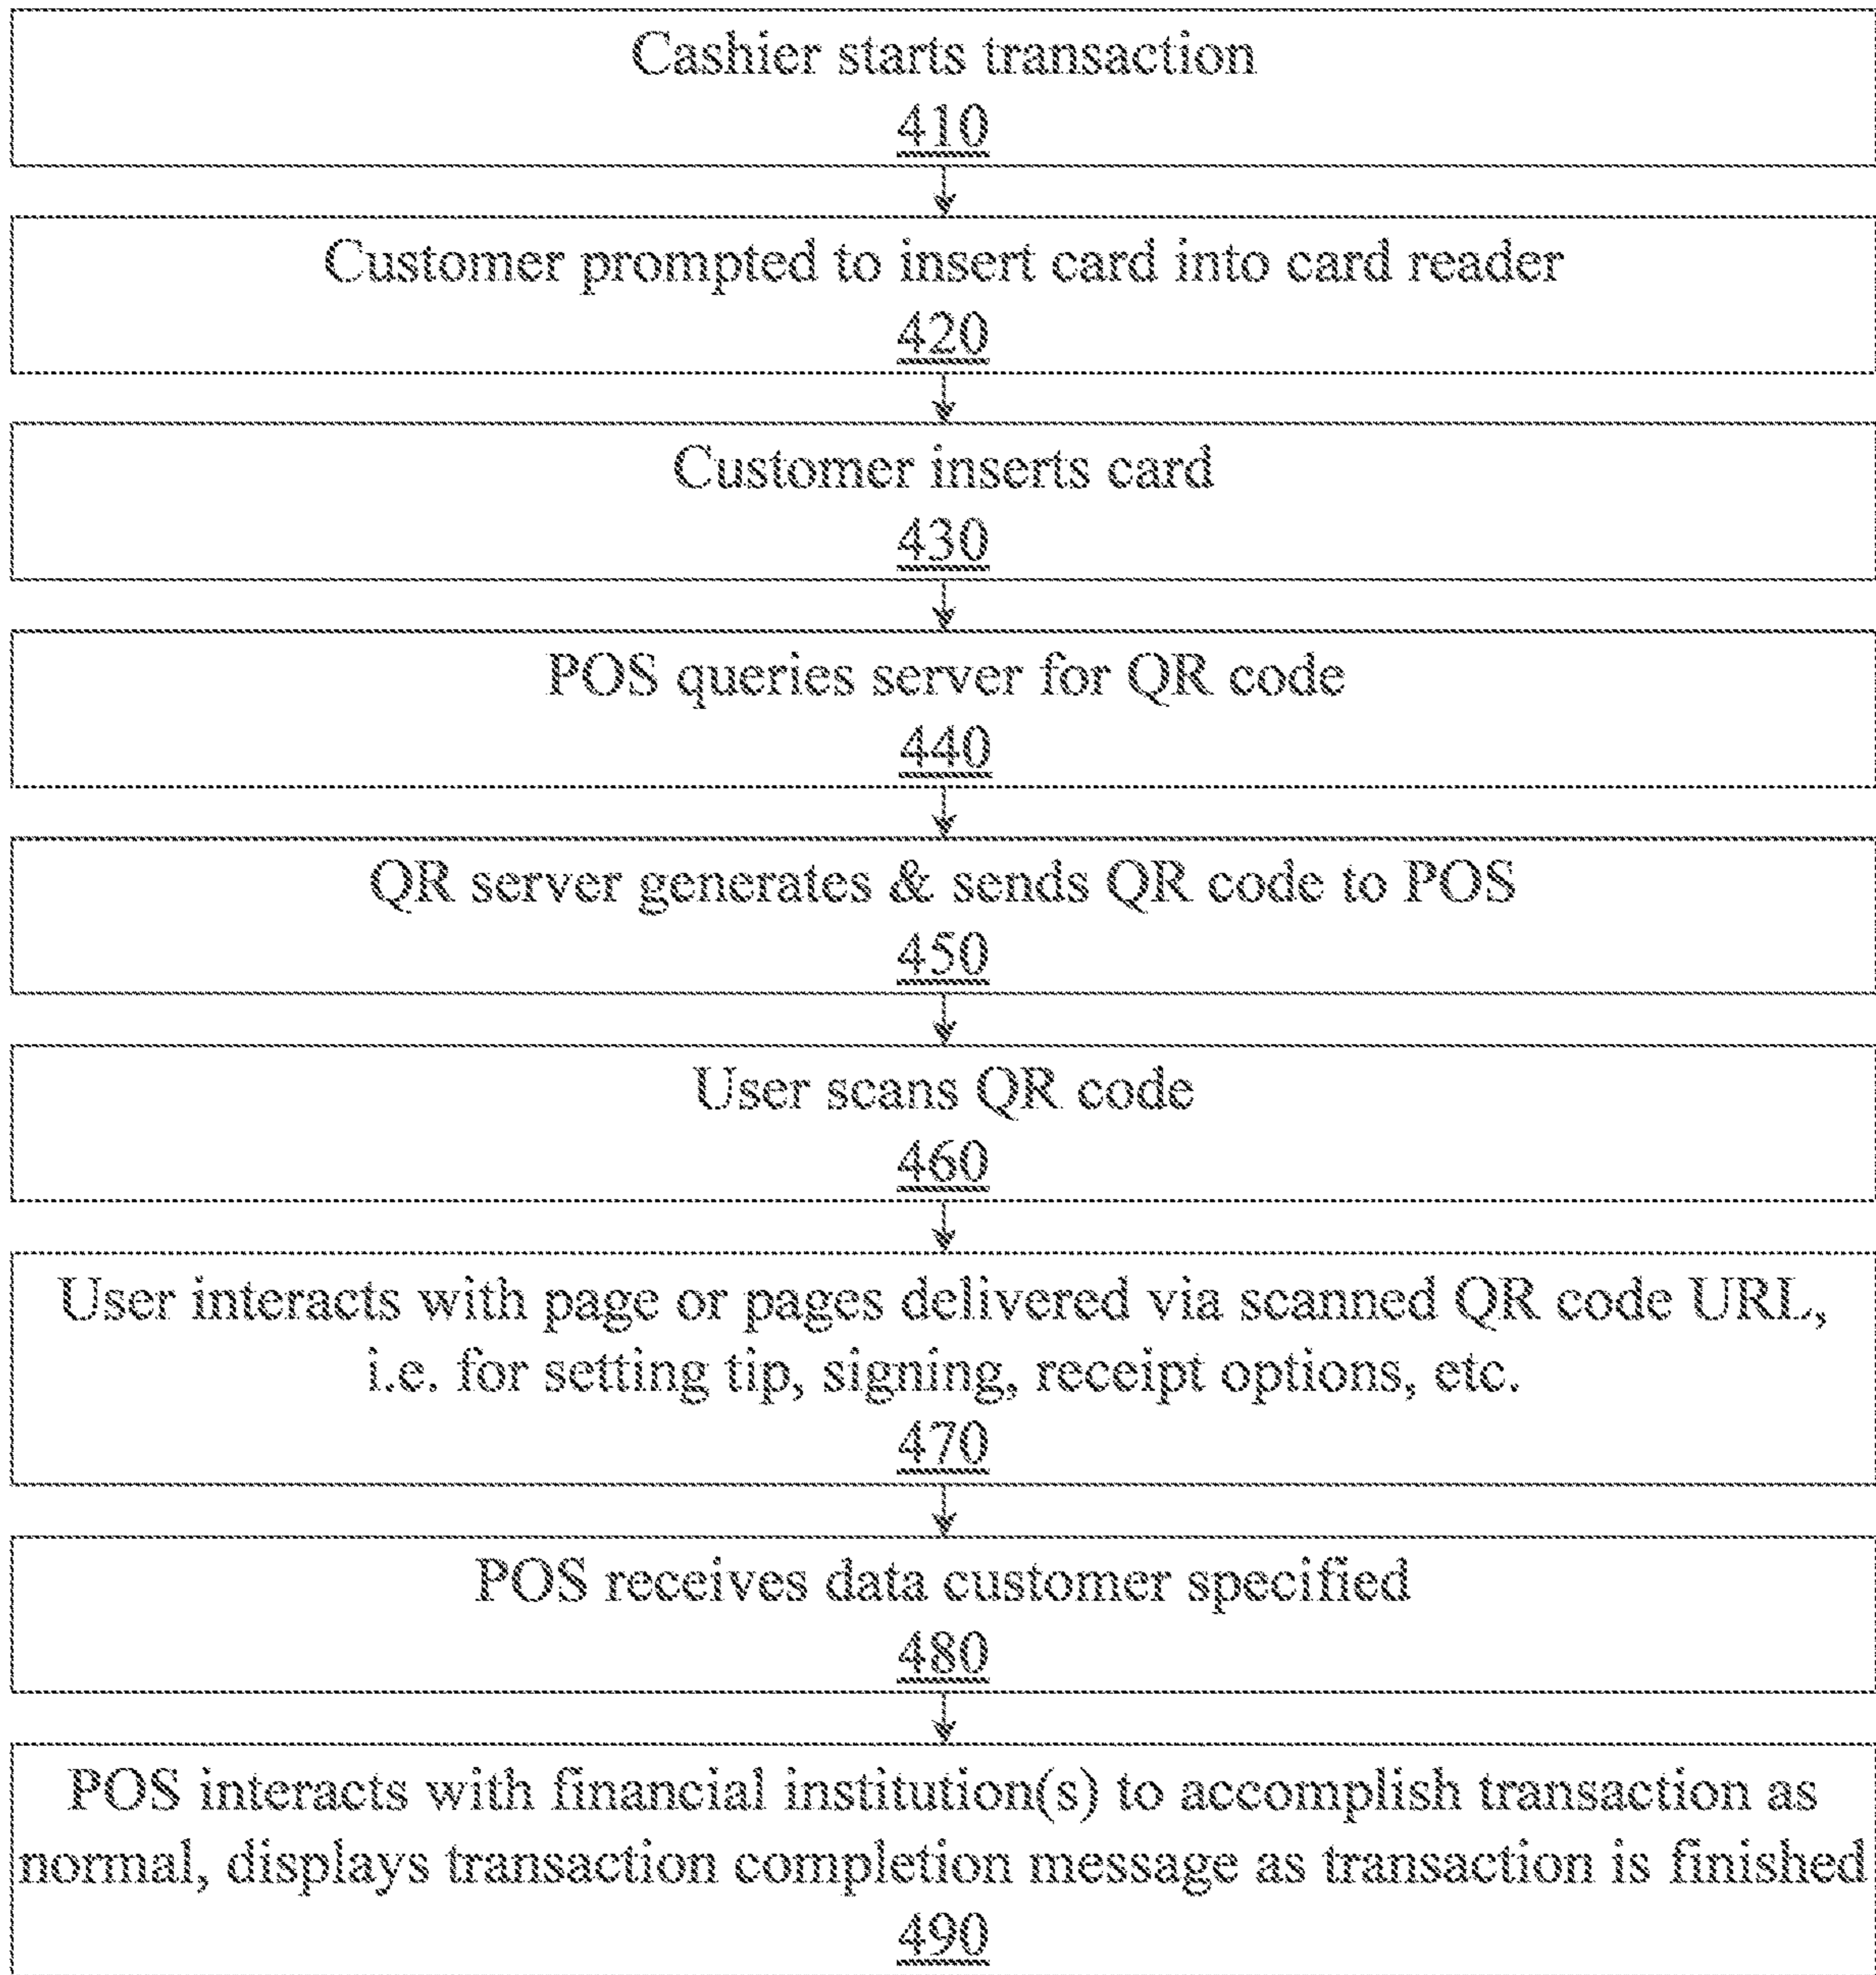 Cashier starts transaction
410
Customer prompted to insert card into card reader
420
Customer inserts card
430
POS queries server for QR code
440
QR server generates & sends QR code to POS
450
User scans QR code
460
User interacts with page or pages delivered via scanned QR code URL,
i.e. for setting tip, signing, receipt options, etc.
470
POS receives data customer specified
480
POS interacts with financial institution(s) to accomplish transaction as
normal, displays transaction completion message as transaction is finished
490